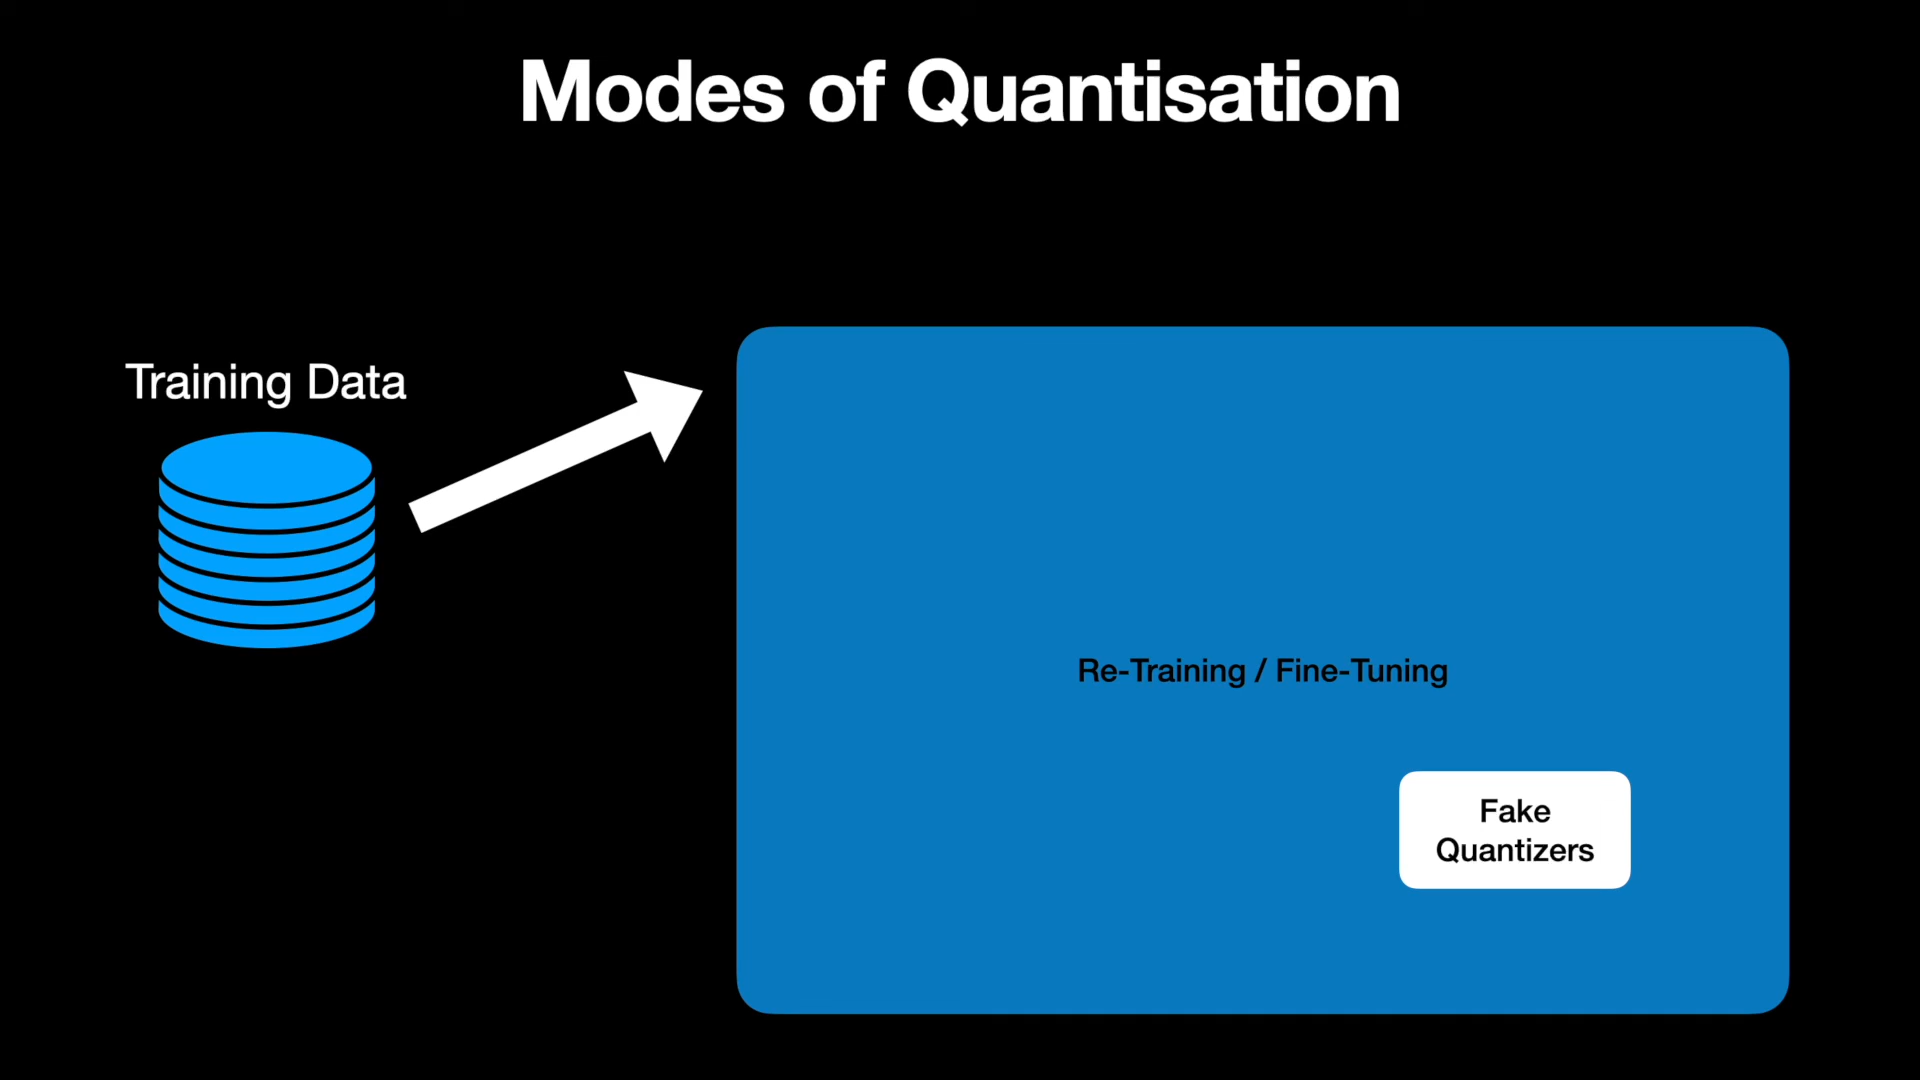 Modes of Quantisation
Training Data
Re-Training / Fine-Tuning
Fake
Quantizers